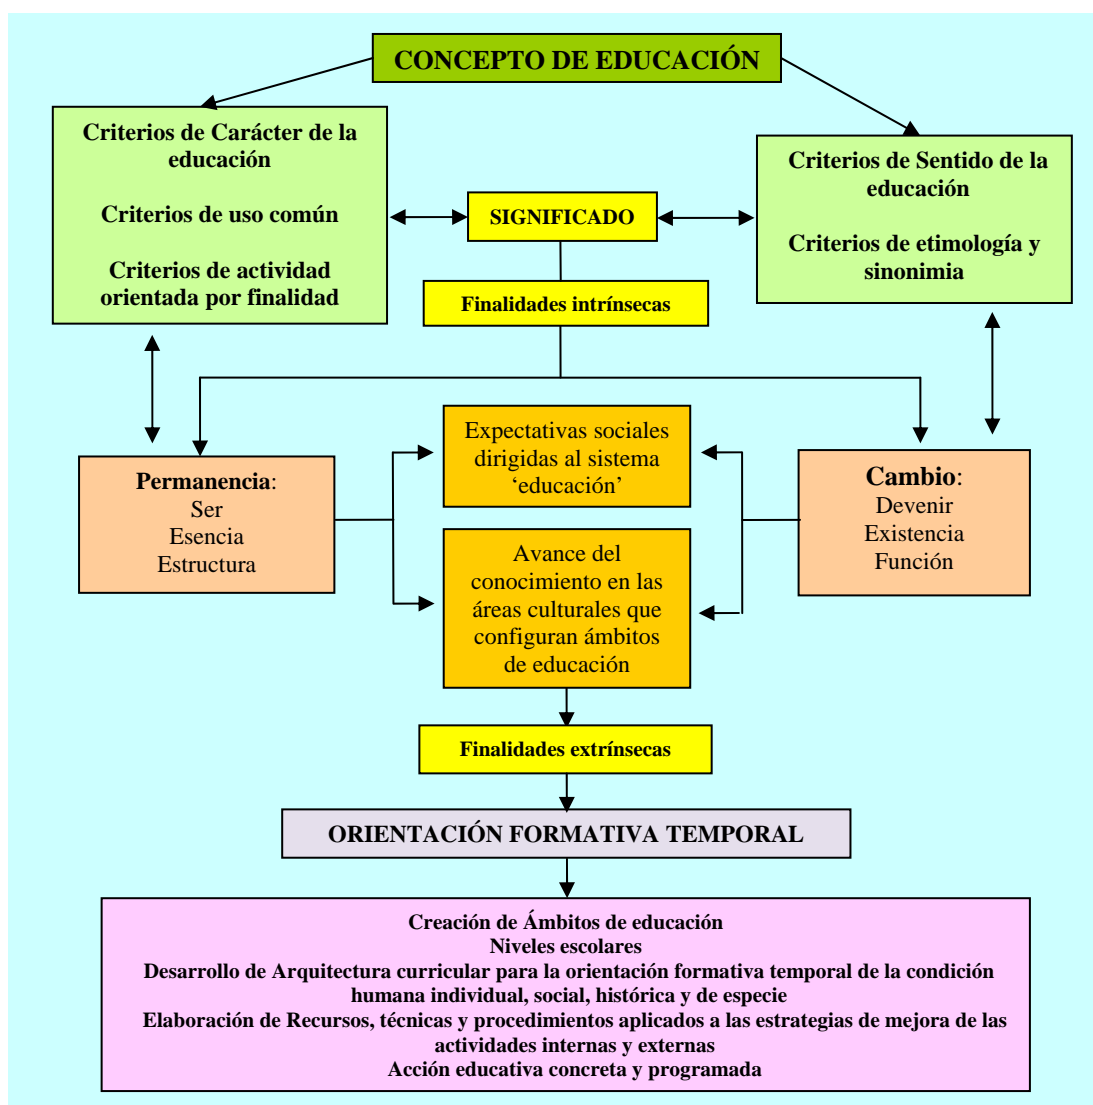 CONCEPTO DE EDUCACIÓN
Criterios de Carácter de la
educación
Criterios de uso común
Criterios de actividad
orientada por finalidad
SIGNIFICADO
Criterios de Sentido de la
educación
Criterios de etimología y
sinonimia
Finalidades intrínsecas
Permanencia:
Ser
Esencia
Estructura
Expectativas sociales
dirigidas al sistema
‘educación’
Avance del
conocimiento en las
áreas culturales que
configuran ámbitos
de educación
Cambio:
Devenir
Existencia
Función
Finalidades extrínsecas
ORIENTACIÓN FORMATIVA TEMPORAL
Creación de Ámbitos de educación
Niveles escolares
Desarrollo de Arquitectura curricular para la orientación formativa temporal de la condición
humana individual, social, histórica y de especie
Elaboración de Recursos, técnicas y procedimientos aplicados a las estrategias de mejora de las
actividades internas y externas
Acción educativa concreta y programada